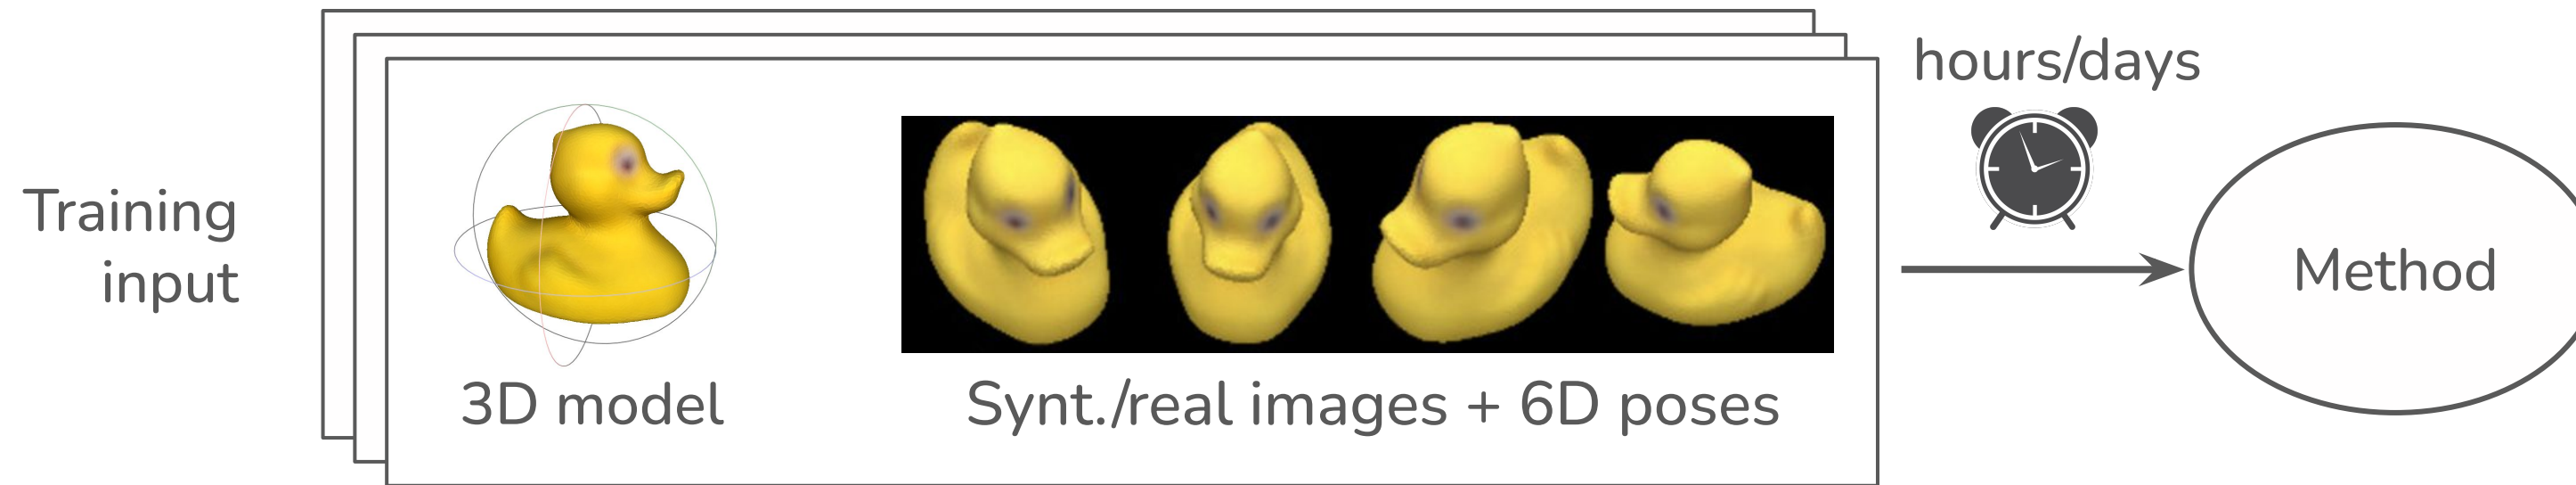 Training
input
3D model
Synt./real images + 6D poses
hours/days
Method